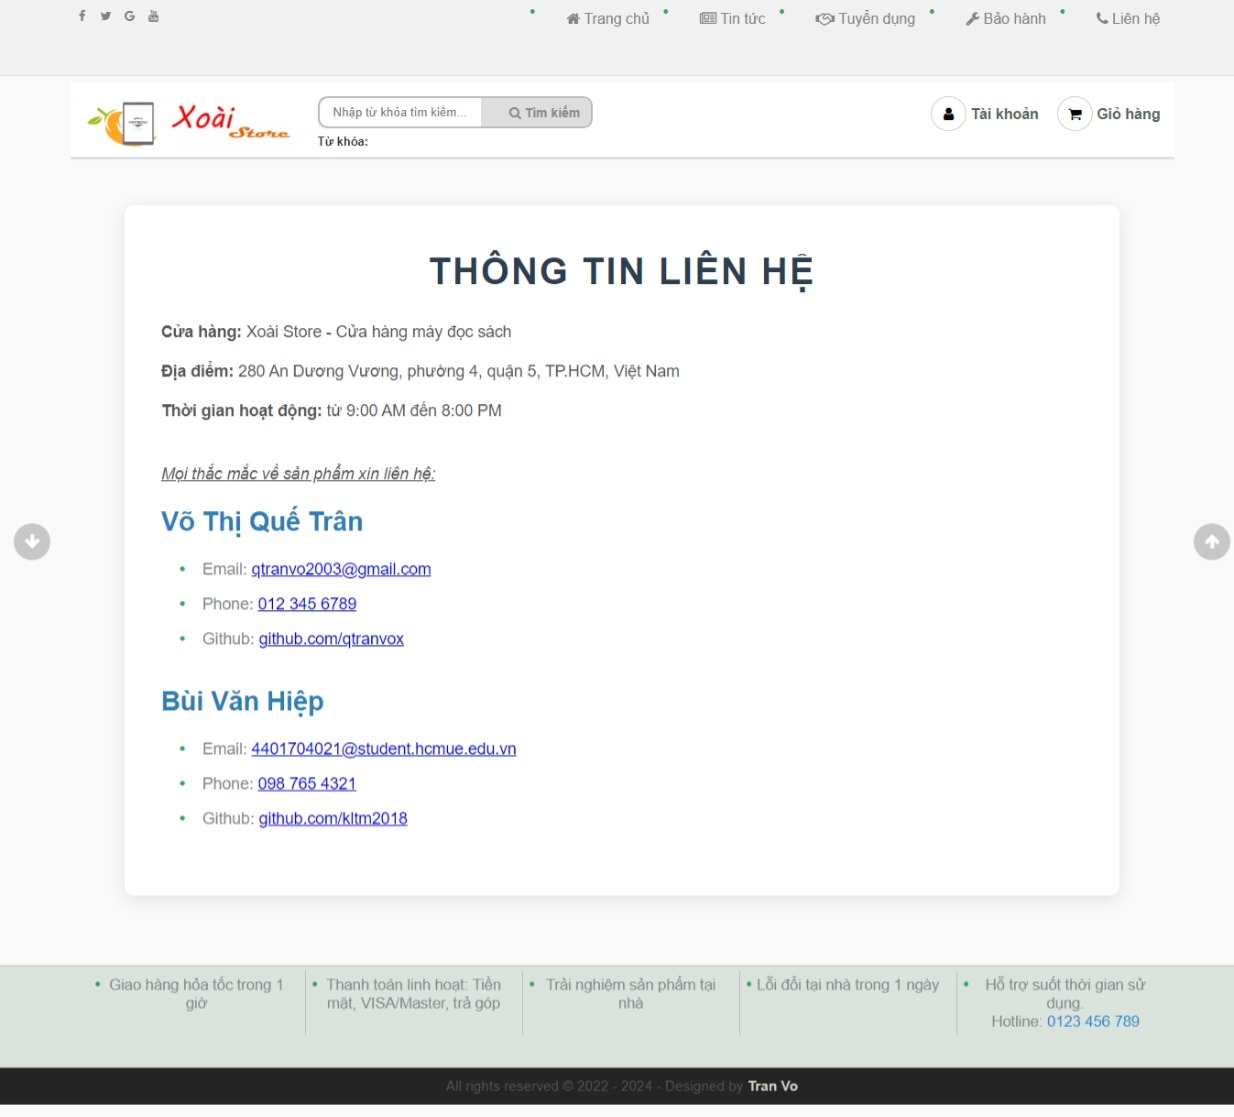 Trang chủ
Tin tức
Tuyển dụng
Bảo hành
Liên hệ
Xoài Store
Nhập từ khóa tìm kiếm...
Tìm kiếm
Từ khóa:
Tài khoản
Giỏ hàng
THÔNG TIN LIÊN HỆ
Cửa hàng: Xoài Store - Cửa hàng máy đọc sách
Địa điểm: 280 An Dương Vương, phường 4, quận 5, TP.HCM, Việt Nam
Thời gian hoạt động: từ 9:00 AM đến 8:00 PM
Mọi thắc mắc về sản phẩm xin liên hệ:
Võ Thị Quế Trân
Email: qtranvo2003@gmail.com
Phone: 012 345 6789
Github: github.com/qtranvox
Bùi Văn Hiệp
Email: 4401704021@student.hcmue.edu.vn
Phone: 098 765 4321
Github: github.com/kltm2018
Giao hàng hỏa tốc trong 1
giờ
Thanh toán linh hoạt: Tiền
mặt, VISA/Master, trả góp
Trải nghiệm sản phẩm tại
nhà
Lỗi đổi tại nhà trong 1 ngày
Hỗ trợ suốt thời gian sử
dụng.
Hotline: 0123 456 789
All rights reserved © 2022 - 2024 - Designed by Tran Vo